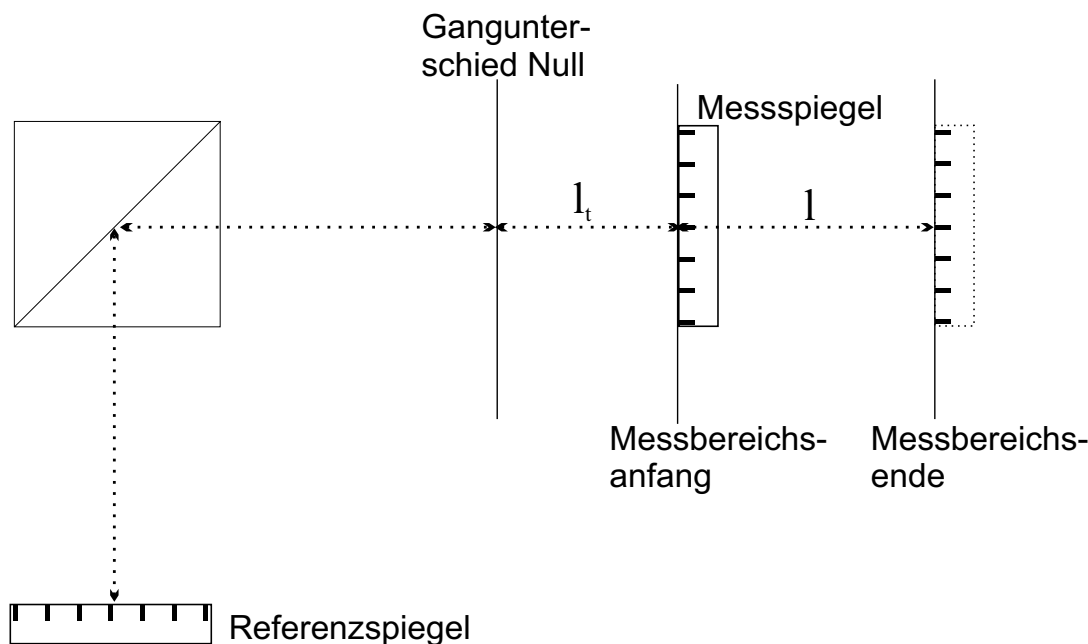 Gangunter-
schied Null
Messspiegel
l_t
l
Messbereichs-
anfang
Messbereichs-
ende
Referenzspiegel